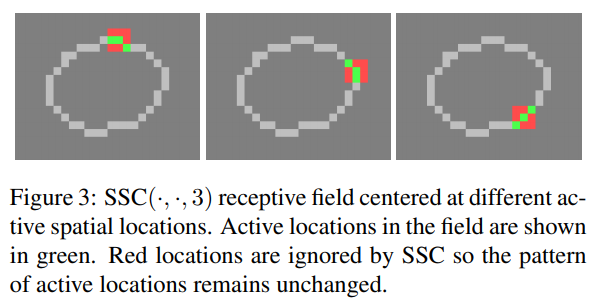 Figure 3: SSC(·, ·, 3) receptive field centered at different ac-
tive spatial locations. Active locations in the field are shown
in green. Red locations are ignored by SSC so the pattern
of active locations remains unchanged.